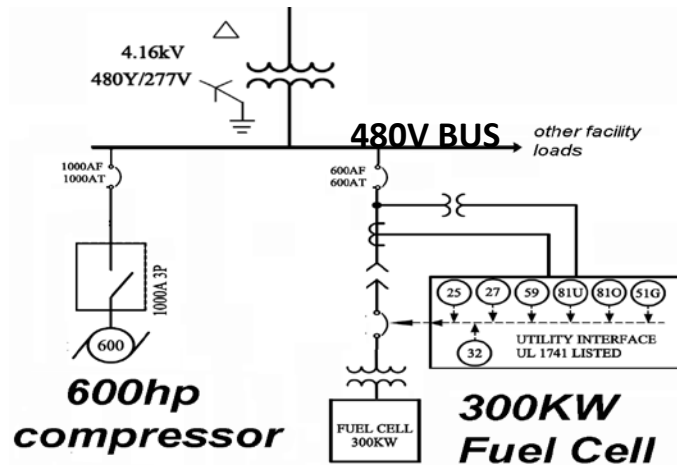 4.16kV
480Y/277V
480V BUS
other facility
loads
1000AF
1000AT
600AF
600AT
1000A 3P
600
25 27 59 81U 81O 51G
32
UTILITY INTERFACE
UL 1741 LISTED
600hp
compressor
FUEL CELL
300KW
300KW
Fuel Cell